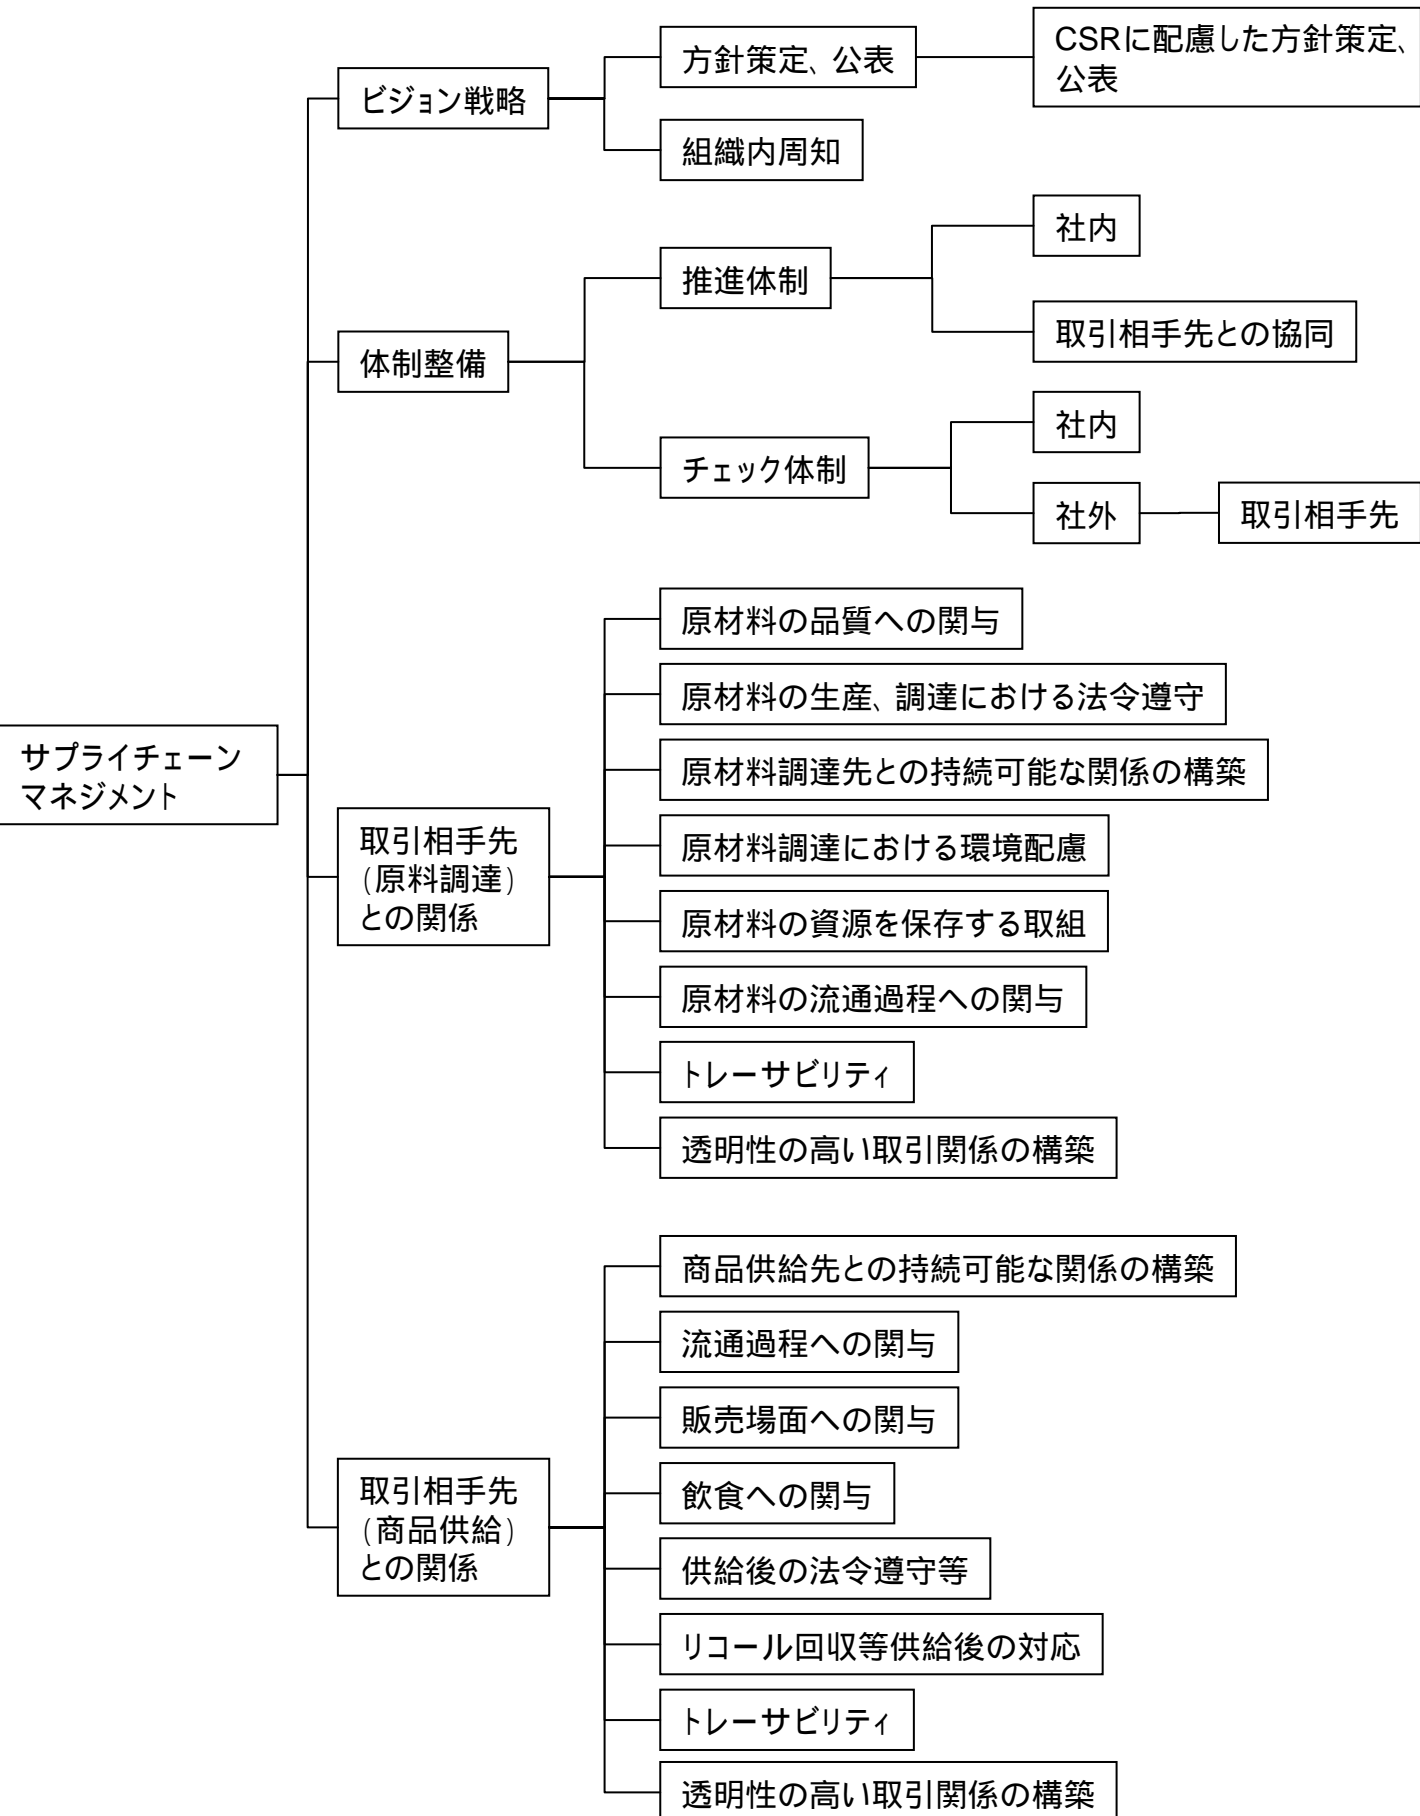 サプライチェーン
マネジメント
ビジョン戦略
方針策定、公表
CSRに配慮した方針策定、
公表
組織内周知
体制整備
推進体制
社内
取引相手先との協同
チェック体制
社内
社外
取引相手先
取引相手先
(原料調達)
との関係
原材料の品質への関与
原材料の生産、調達における法令遵守
原材料調達先との持続可能な関係の構築
原材料調達における環境配慮
原材料の資源を保存する取組
原材料の流通過程への関与
トレーサビリティ
透明性の高い取引関係の構築
取引相手先
(商品供給)
との関係
商品供給先との持続可能な関係の構築
流通過程への関与
販売場面への関与
飲食への関与
供給後の法令遵守等
リコール回収等供給後の対応
トレーサビリティ
透明性の高い取引関係の構築